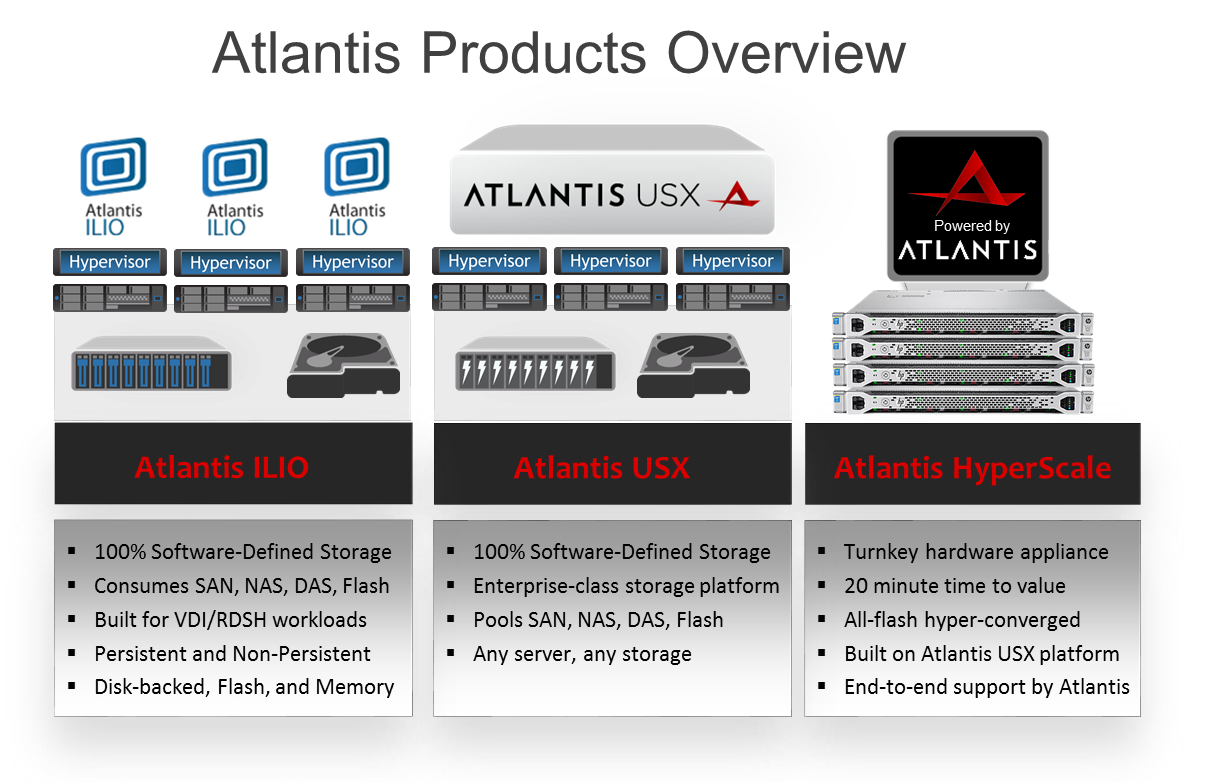 Atlantis Products Overview
Atlantis
ILIO
Atlantis
ILIO
Atlantis
ILIO
Hypervisor
Hypervisor
Hypervisor
ATLANTIS USX
Hypervisor
Hypervisor
Hypervisor
Powered by
ATLANTIS
Atlantis ILIO
▪ 100% Software-Defined Storage
▪ Consumes SAN, NAS, DAS, Flash
▪ Built for VDI/RDSH workloads
▪ Persistent and Non-Persistent
▪ Disk-backed, Flash, and Memory
Atlantis USX
▪ 100% Software-Defined Storage
▪ Enterprise-class storage platform
▪ Pools SAN, NAS, DAS, Flash
▪ Any server, any storage
Atlantis HyperScale
▪ Turnkey hardware appliance
▪ 20 minute time to value
▪ All-flash hyper-converged
▪ Built on Atlantis USX platform
▪ End-to-end support by Atlantis